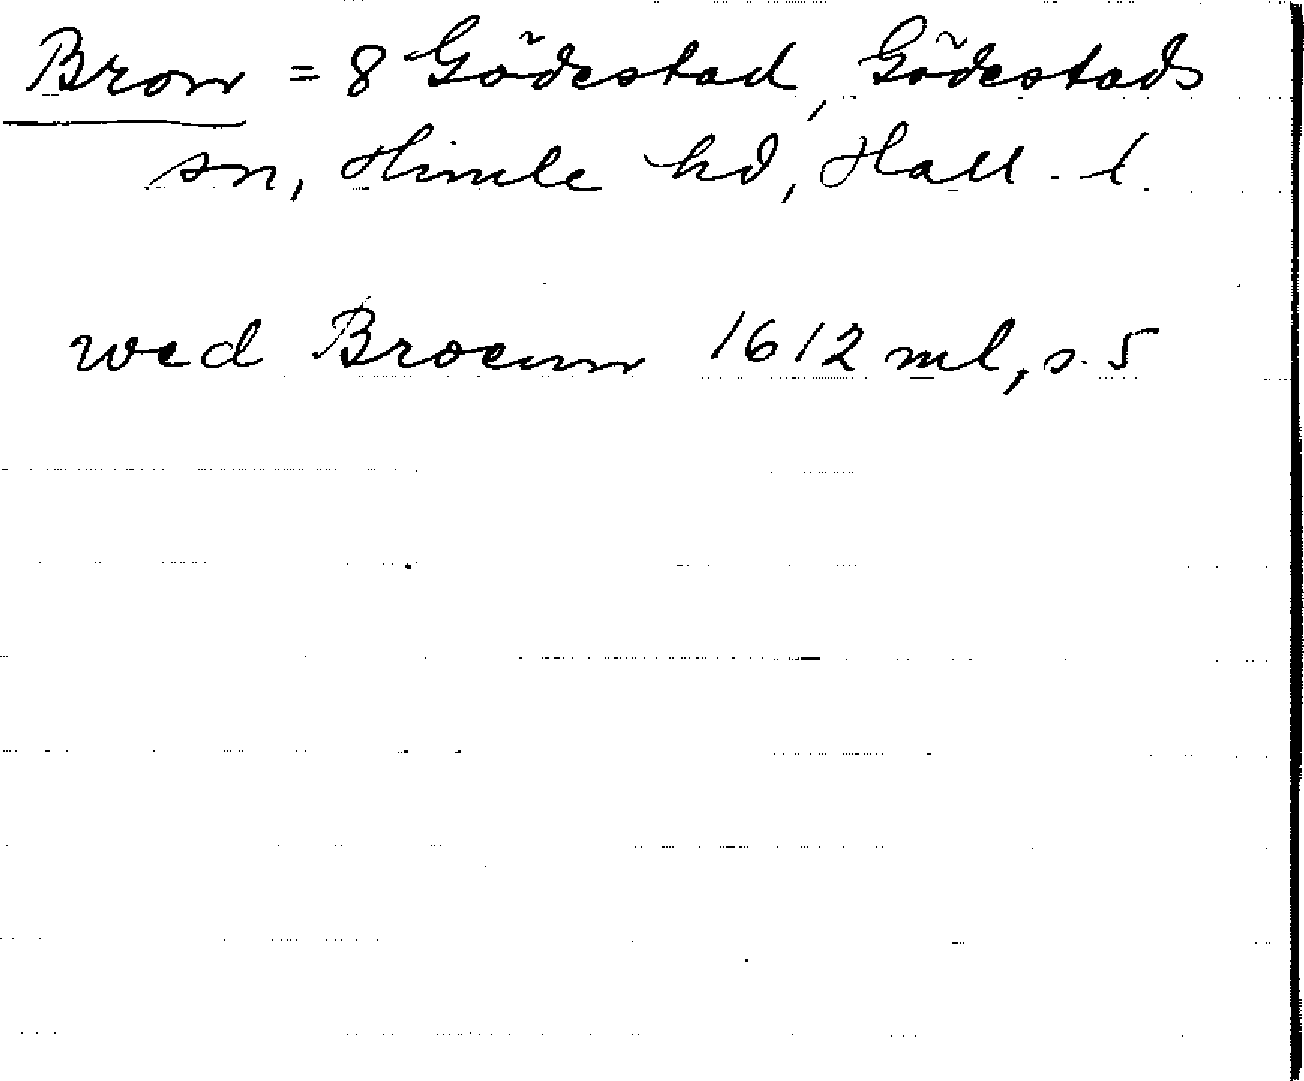 Bron = 8 Gödestad, Gödestads
sn, Himle hd, Hall. l.
wed Broenn 1612 ml, s. 5